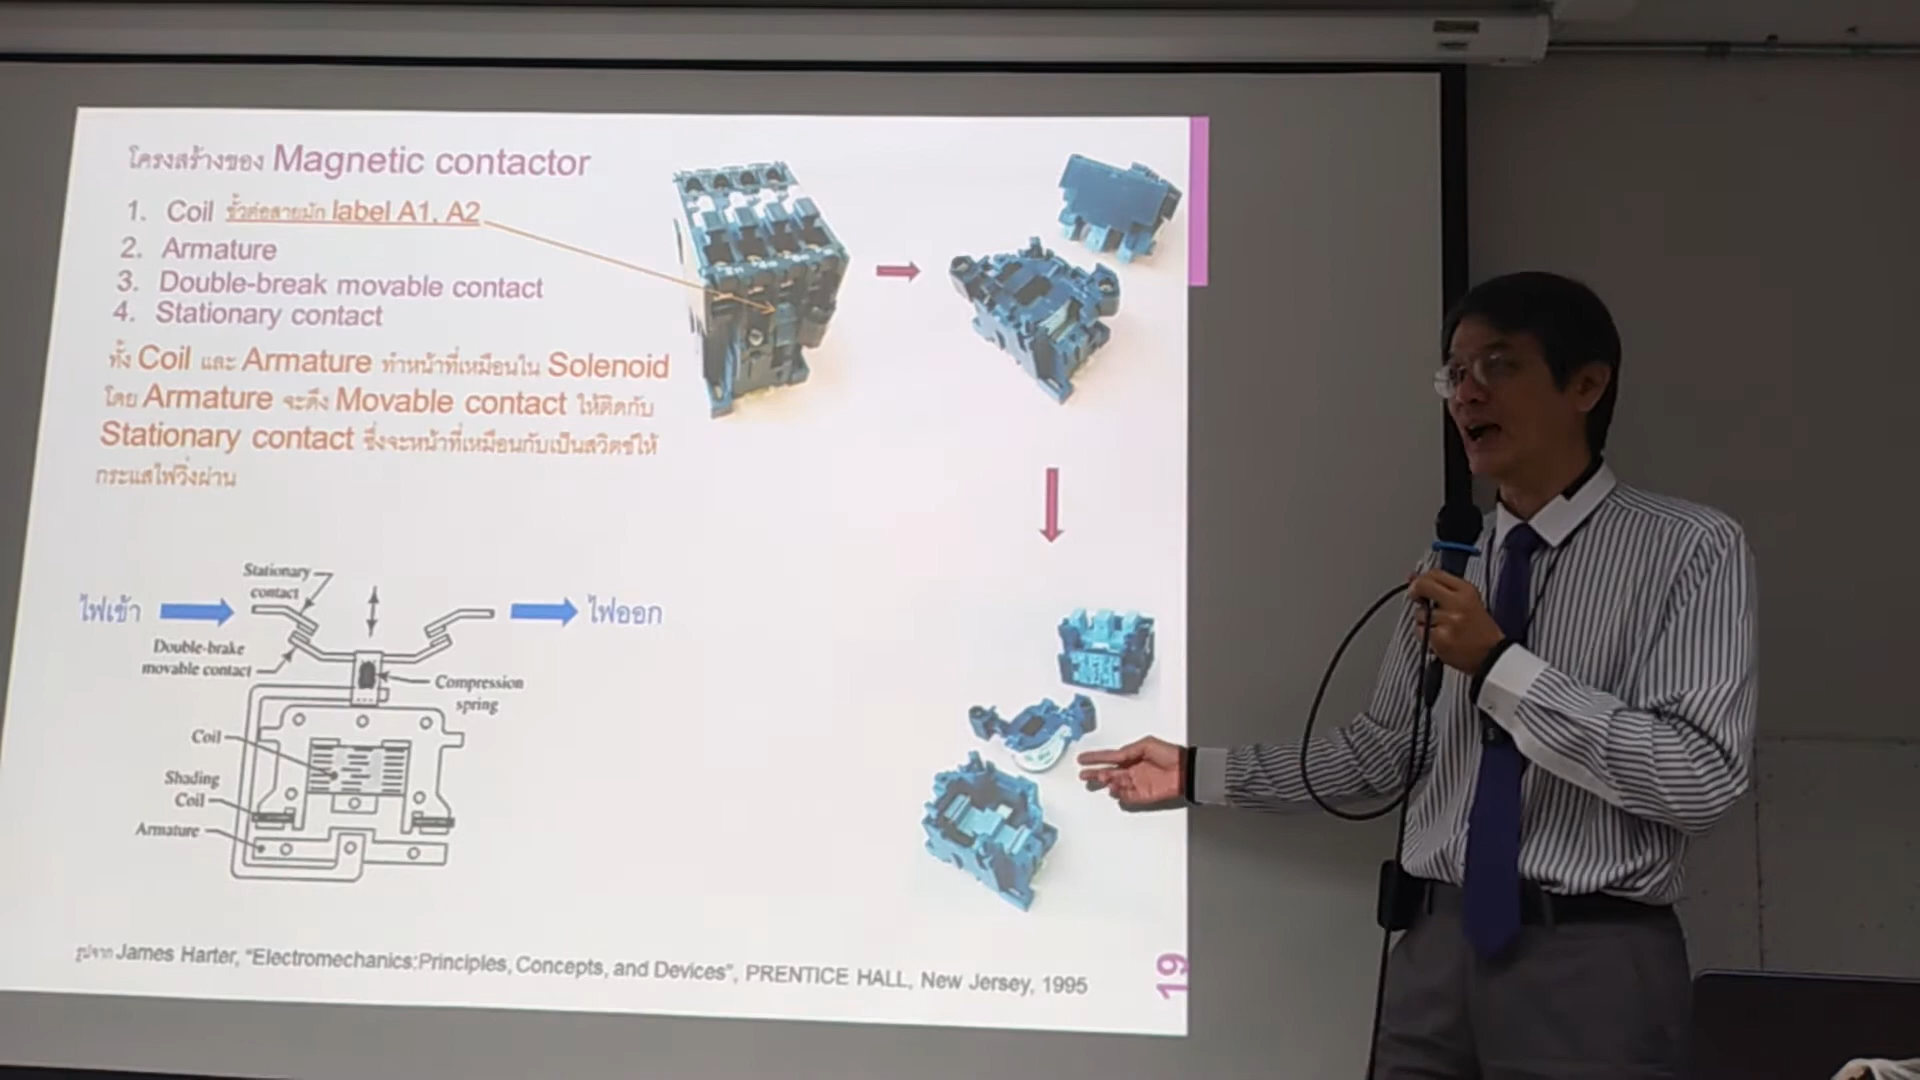 โครงสร้างของ Magnetic contactor
1. Coil ขั้วต่อสายมัก label A1, A2
2. Armature
3. Double-break movable contact
4. Stationary contact
ทั้ง Coil และ Armature ทำหน้าที่เหมือนใน Solenoid
โดย Armature จะดึง Movable contact ให้ติดกับ
Stationary contact ซึ่งจะหน้าที่เหมือนกับเป็นสวิตช์ให้
กระแสไฟวิ่งผ่าน
Stationary
contact
ไฟเข้า
ไฟออก
Double-brake
movable contact
Compression
spring
Coil
Shading
Coil
Armature
รูปจาก James Harter, "Electromechanics:Principles, Concepts, and Devices", PRENTICE HALL, New Jersey, 1995
19